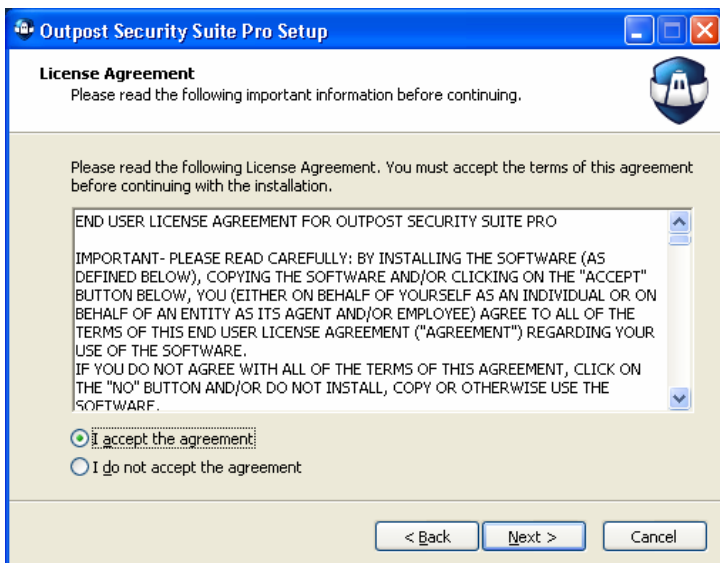 Outpost Security Suite Pro Setup
License Agreement
Please read the following important information before continuing.
Please read the following License Agreement. You must accept the terms of this agreement
before continuing with the installation.
END USER LICENSE AGREEMENT FOR OUTPOST SECURITY SUITE PRO
IMPORTANT- PLEASE READ CAREFULLY: BY INSTALLING THE SOFTWARE (AS
DEFINED BELOW), COPYING THE SOFTWARE AND/OR CLICKING ON THE "ACCEPT"
BUTTON BELOW, YOU (EITHER ON BEHALF OF YOURSELF AS AN INDIVIDUAL OR ON
BEHALF OF AN ENTITY AS ITS AGENT AND/OR EMPLOYEE) AGREE TO ALL OF THE
TERMS OF THIS END USER LICENSE AGREEMENT ("AGREEMENT") REGARDING YOUR
USE OF THE SOFTWARE.
IF YOU DO NOT AGREE WITH ALL OF THE TERMS OF THIS AGREEMENT, CLICK ON
THE "NO" BUTTON AND/OR DO NOT INSTALL, COPY OR OTHERWISE USE THE
SOFTWARE.
I accept the agreement
I do not accept the agreement
< Back Next > Cancel